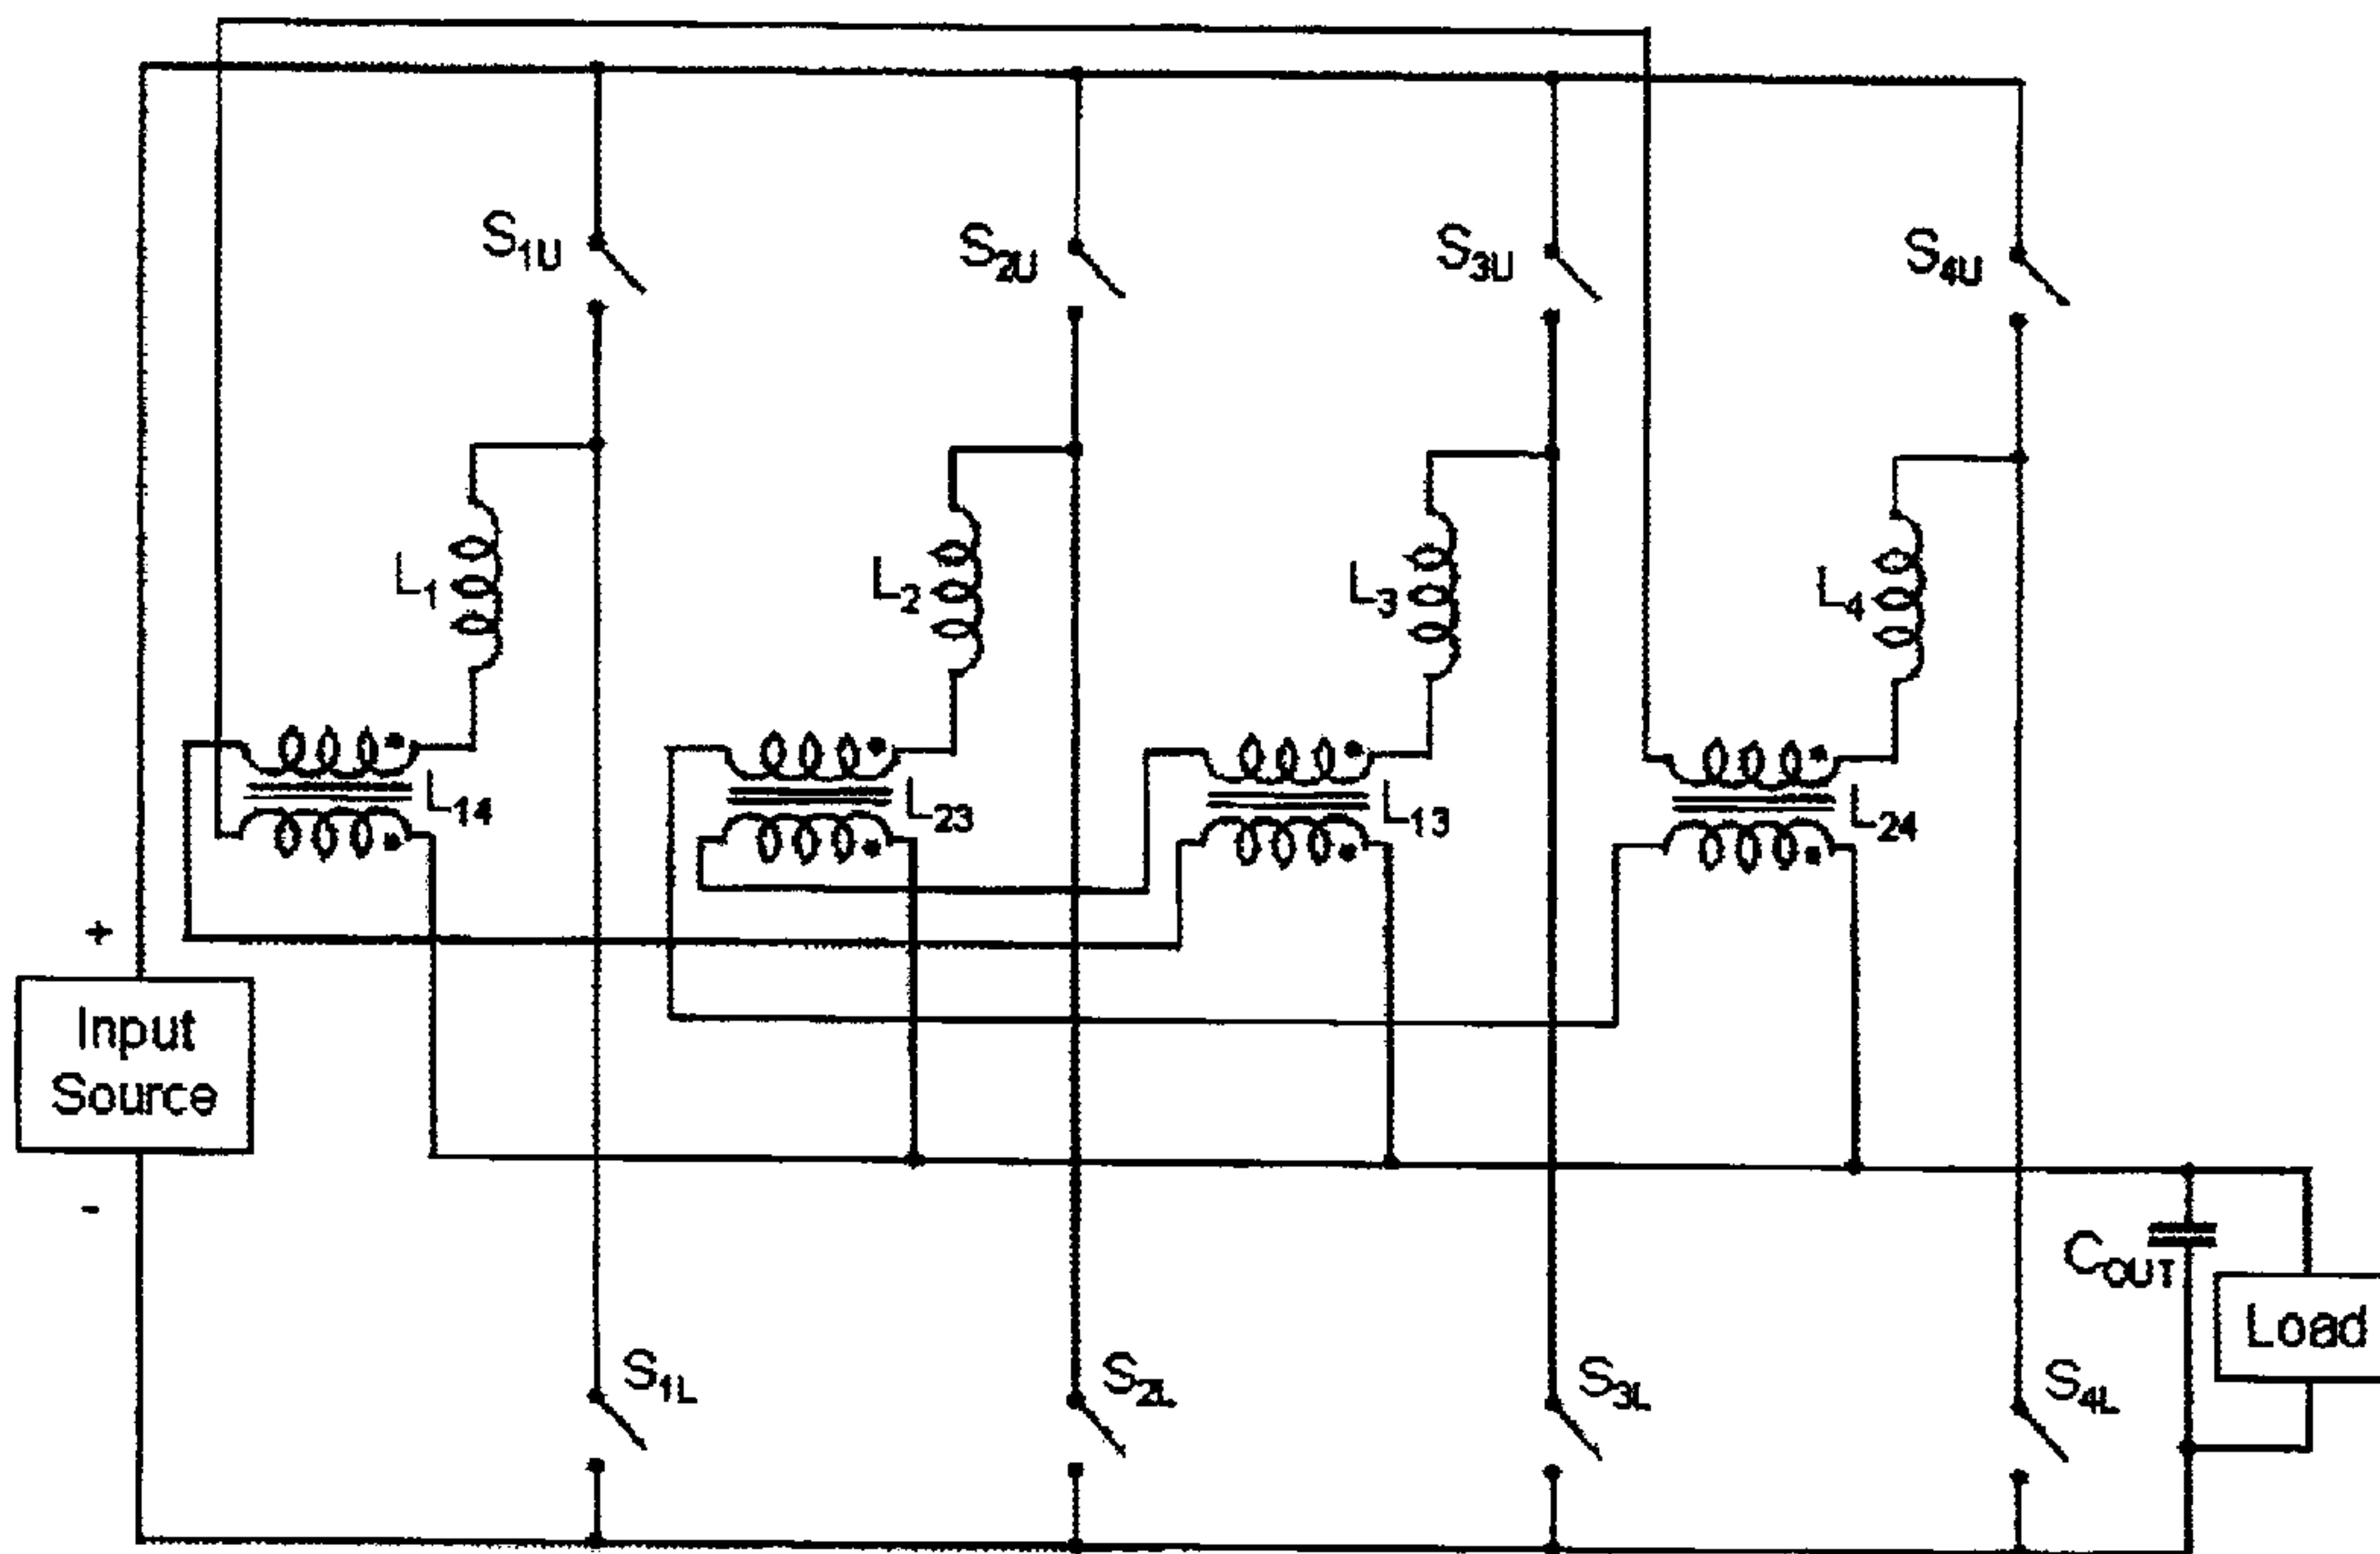 S1U
S2U
S3U
S4U
L1
L2
L3
L4
L14
L23
L13
L24
+
Input
Source
-
COUT
Load
S1L
S2L
S3L
S4L